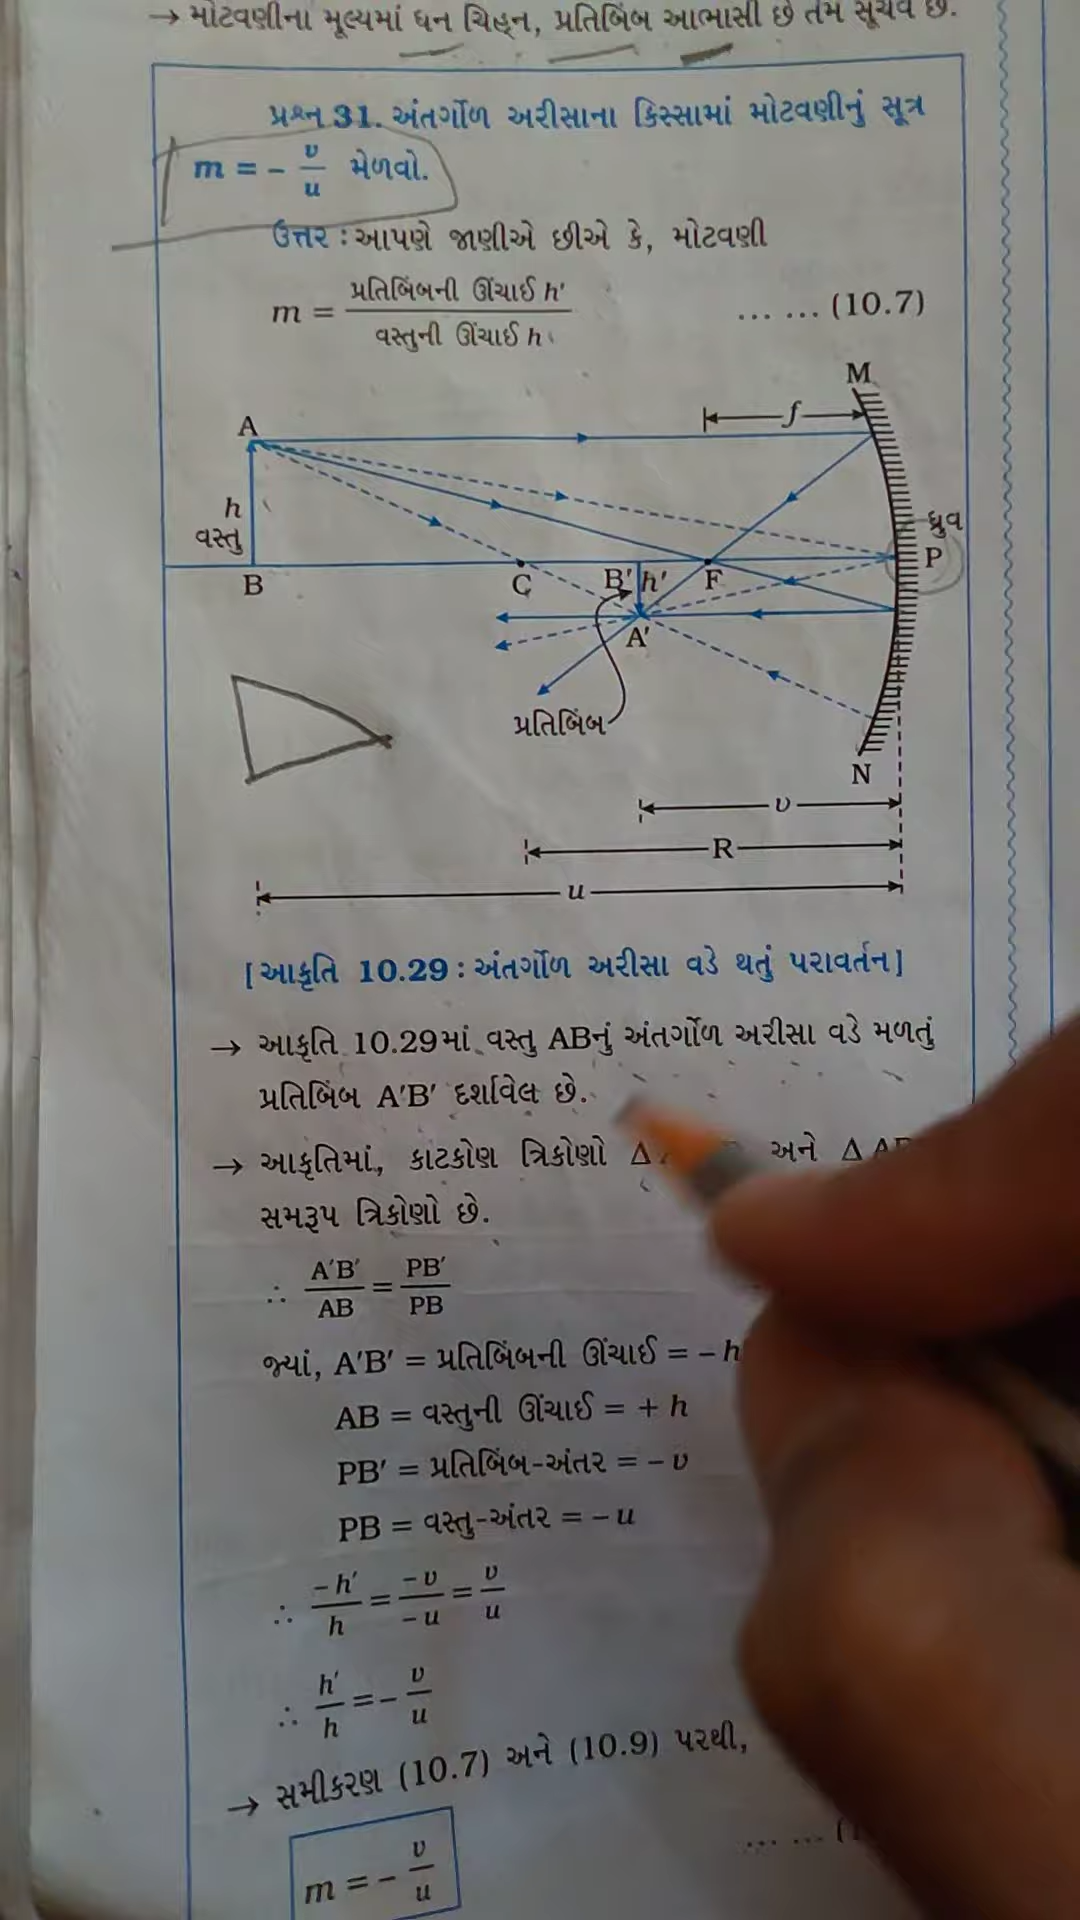 → મોટવણીના મૂલ્યમાં ધન ચિહ્ન, પ્રતિબિંબ આભાસી છે તેમ સૂચવે છે.
પ્રશ્ન 31. અંતર્ગોળ અરીસાના કિસ્સામાં મોટવણીનું સૂત્ર
m = - υ/u મેળવો.
ઉત્તર : આપણે જાણીએ છીએ કે, મોટવણી
m = પ્રતિબિંબની ઊંચાઈ h′ / વસ્તુની ઊંચાઈ h ... ... (10.7)
M
f
A
h
વસ્તુ
ધ્રુવ
P
B
C
B′
h′
F
A′
પ્રતિબિંબ
N
υ
R
u
[આકૃતિ 10.29 : અંતર્ગોળ અરીસા વડે થતું પરાવર્તન]
→ આકૃતિ 10.29માં વસ્તુ ABનું અંતર્ગોળ અરીસા વડે મળતું
પ્રતિબિંબ A′B′ દર્શાવેલ છે.
→ આકૃતિમાં, કાટકોણ ત્રિકોણો Δ અને Δ
સમરૂપ ત્રિકોણો છે.
∴ A′B′/AB = PB′/PB
જ્યાં, A′B′ = પ્રતિબિંબની ઊંચાઈ = – h
AB = વસ્તુની ઊંચાઈ = + h
PB′ = પ્રતિબિંબ-અંતર = – υ
PB = વસ્તુ-અંતર = – u
∴ –h′/h = –υ/–u = υ/u
∴ h′/h = – υ/u
→ સમીકરણ (10.7) અને (10.9) પરથી,
m = – υ/u